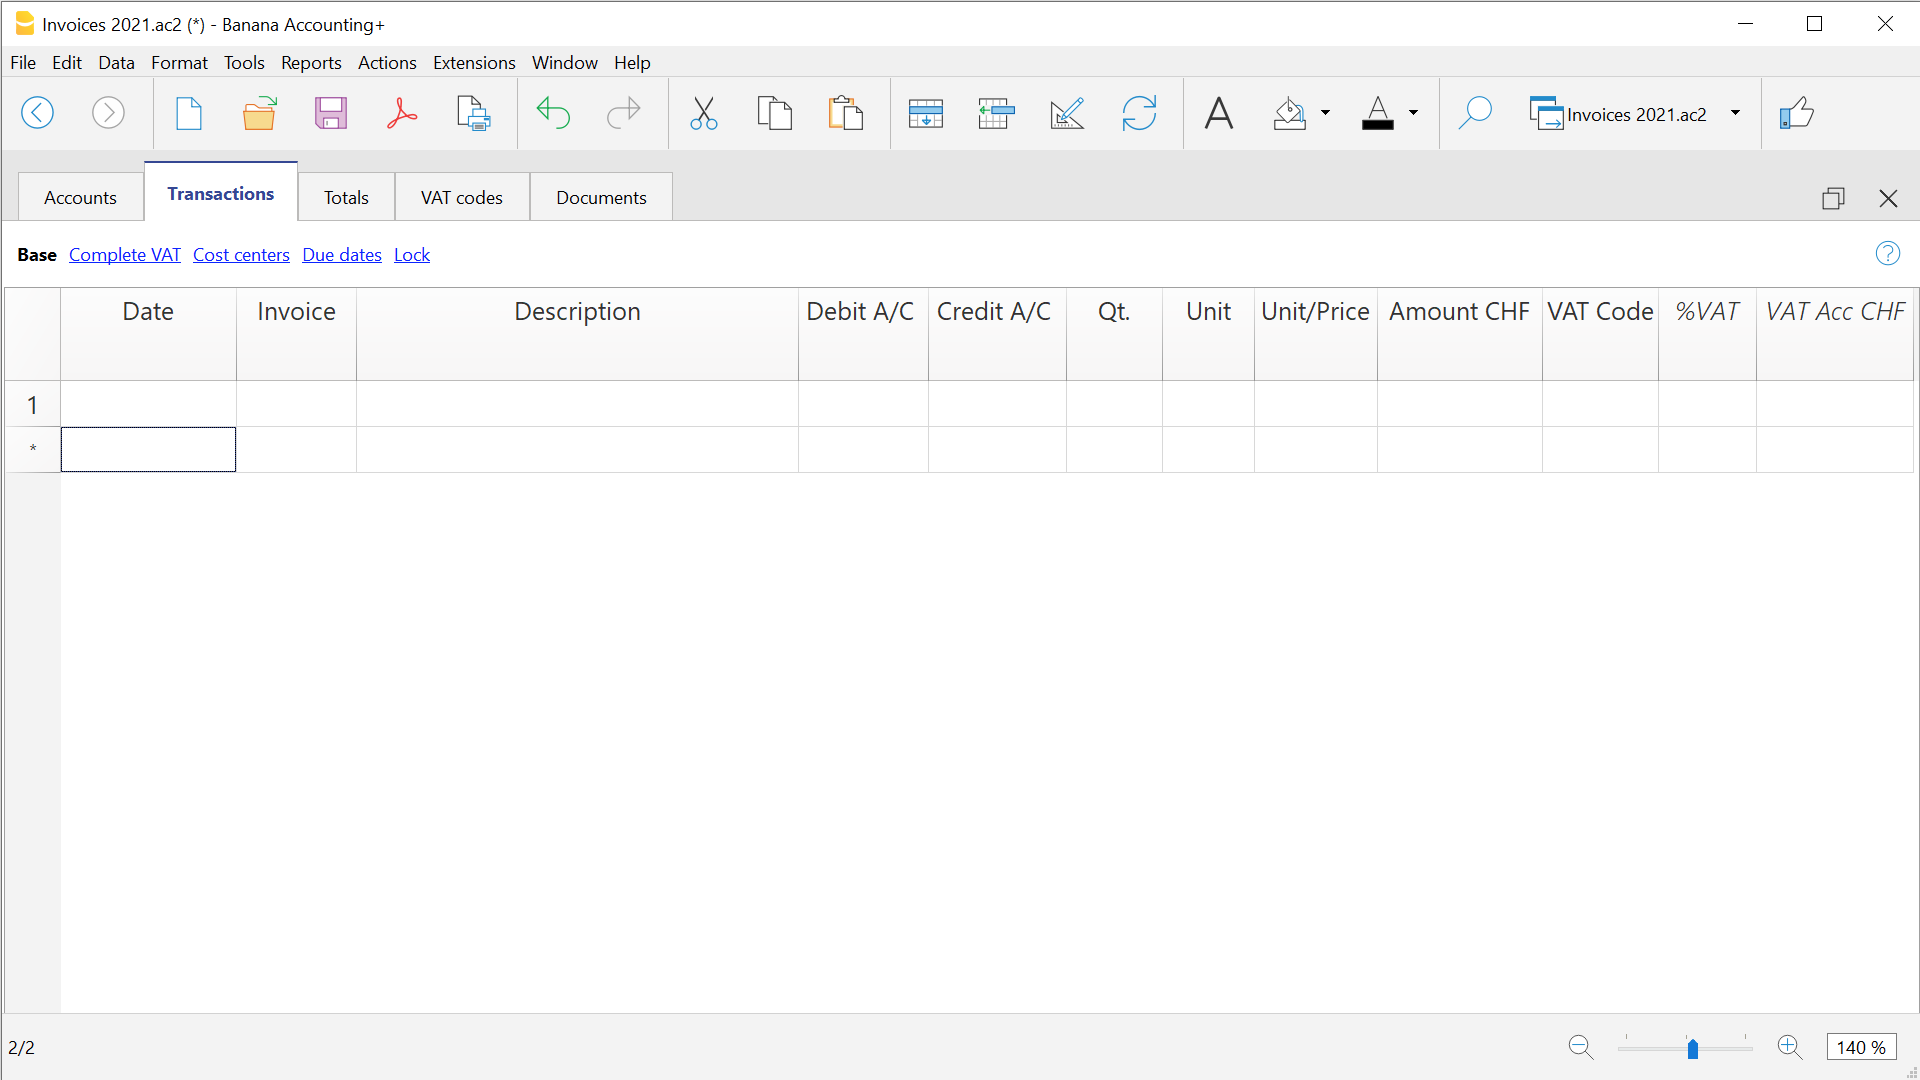 Invoices 2021.ac2 (*) - Banana Accounting+
File Edit Data Format Tools Reports Actions Extensions Window Help
A A Invoices 2021.ac2
Accounts Transactions Totals VAT codes Documents
Base Complete VAT Cost centers Due dates Lock ?
Date Invoice Description Debit A/C Credit A/C Qt. Unit Unit/Price Amount CHF VAT Code %VAT VAT Acc CHF
1
*
2/2 140 %